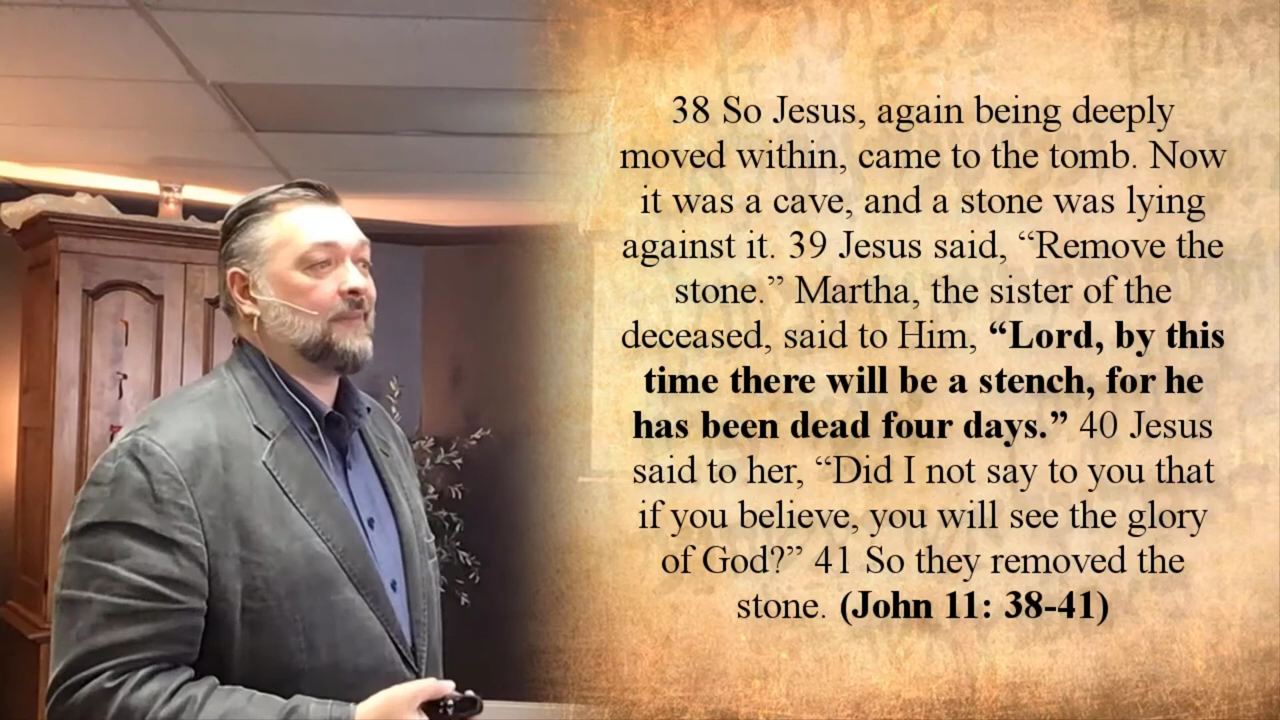 38 So Jesus, again being deeply
moved within, came to the tomb. Now
it was a cave, and a stone was lying
against it. 39 Jesus said, “Remove the
stone.” Martha, the sister of the
deceased, said to Him, “Lord, by this
time there will be a stench, for he
has been dead four days.” 40 Jesus
said to her, “Did I not say to you that
if you believe, you will see the glory
of God?” 41 So they removed the
stone. (John 11: 38-41)